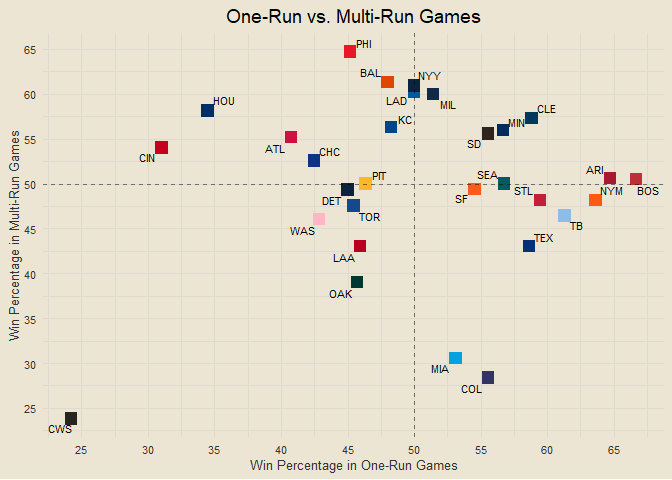 One-Run vs. Multi-Run Games
Win Percentage in Multi-Run Games
65
60
55
50
45
40
35
30
25
PHI
BAL
NYY
LAD
MIL
HOU
KC
CLE
MIN
SD
ATL
CIN
CHC
PIT
SEA
ARI
DET
SF
STL
NYM
BOS
TOR
WAS
TB
LAA
TEX
OAK
MIA
COL
CWS
25
30
35
40
45
50
55
60
65
Win Percentage in One-Run Games